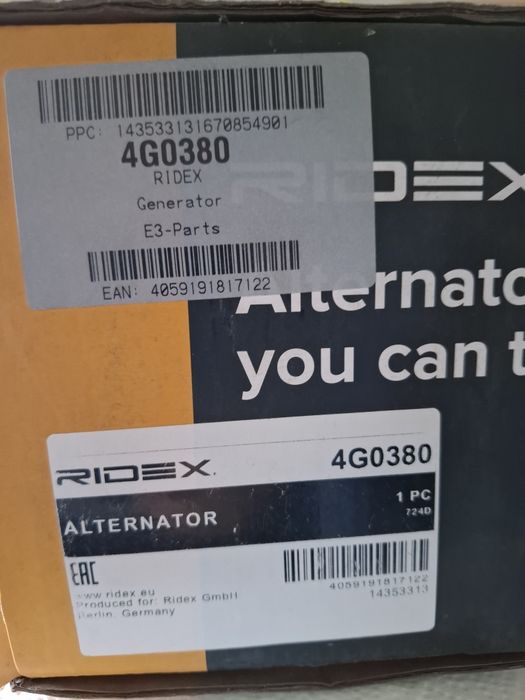 PPC: 143533131670854901
4G0380
RIDEX
Generator
E3-Parts
EAN: 4059191817122
RIDEX
you can
RIDEX
4G0380
1 PC
724D
ALTERNATOR
EAC
www.ridex.eu
Produced for: Ridex GmbH
Berlin, Germany
4059191817122
14353313